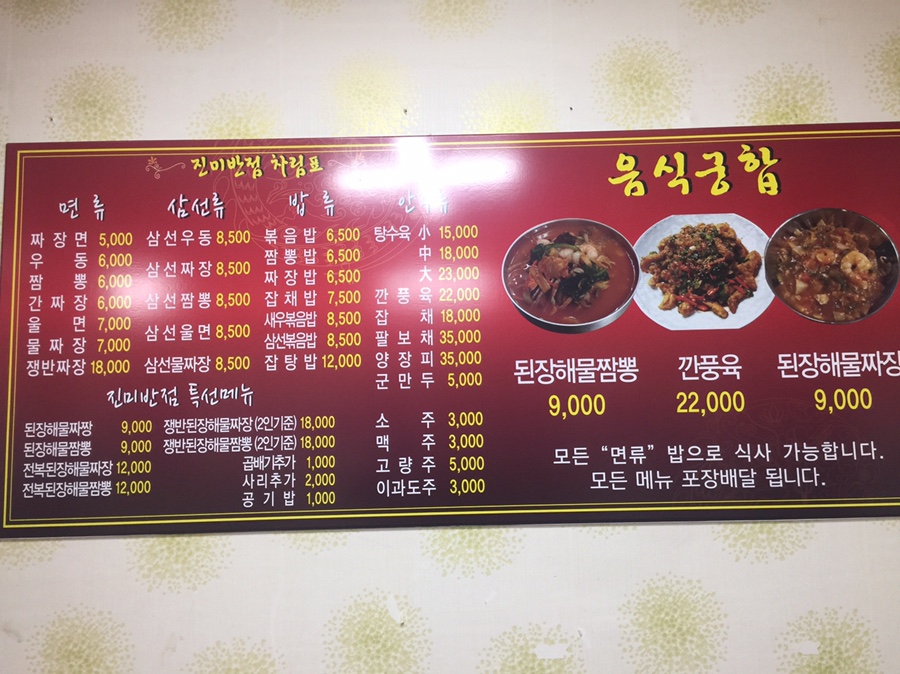 진미반점 차림표
면 류
짜 장 면 5,000
우 동 6,000
짬 뽕 6,000
간 짜 장 6,000
울 면 7,000
물 짜 장 7,000
쟁반짜장 18,000
삼선류
삼선우동 8,500
삼선짜장 8,500
삼선짬뽕 8,500
삼선울면 8,500
삼선물짜장 8,500
밥 류
볶음밥 6,500
짬뽕밥 6,500
짜장밥 6,500
잡채밥 7,500
새우볶음밥 8,500
삼선볶음밥 8,500
잡탕밥 12,000
탕수육 小 15,000
中 18,000
大 23,000
깐 풍 육 22,000
잡 채 18,000
팔 보 채 35,000
양 장 피 35,000
군 만 두 5,000
소 주 3,000
맥 주 3,000
고 량 주 5,000
이과도주 3,000
진미반점 특선메뉴
된장해물짜짱 9,000
된장해물짬뽕 9,000
전복된장해물짜장 12,000
전복된장해물짬뽕 12,000
쟁반된장해물짜장 (2인기준) 18,000
쟁반된장해물짬뽕 (2인기준) 18,000
곱배기추가 1,000
사리추가 2,000
공 기 밥 1,000
음식궁합
된장해물짬뽕
9,000
깐풍육
22,000
된장해물짜장
9,000
모든 “면류” 밥으로 식사 가능합니다.
모든 메뉴 포장배달 됩니다.